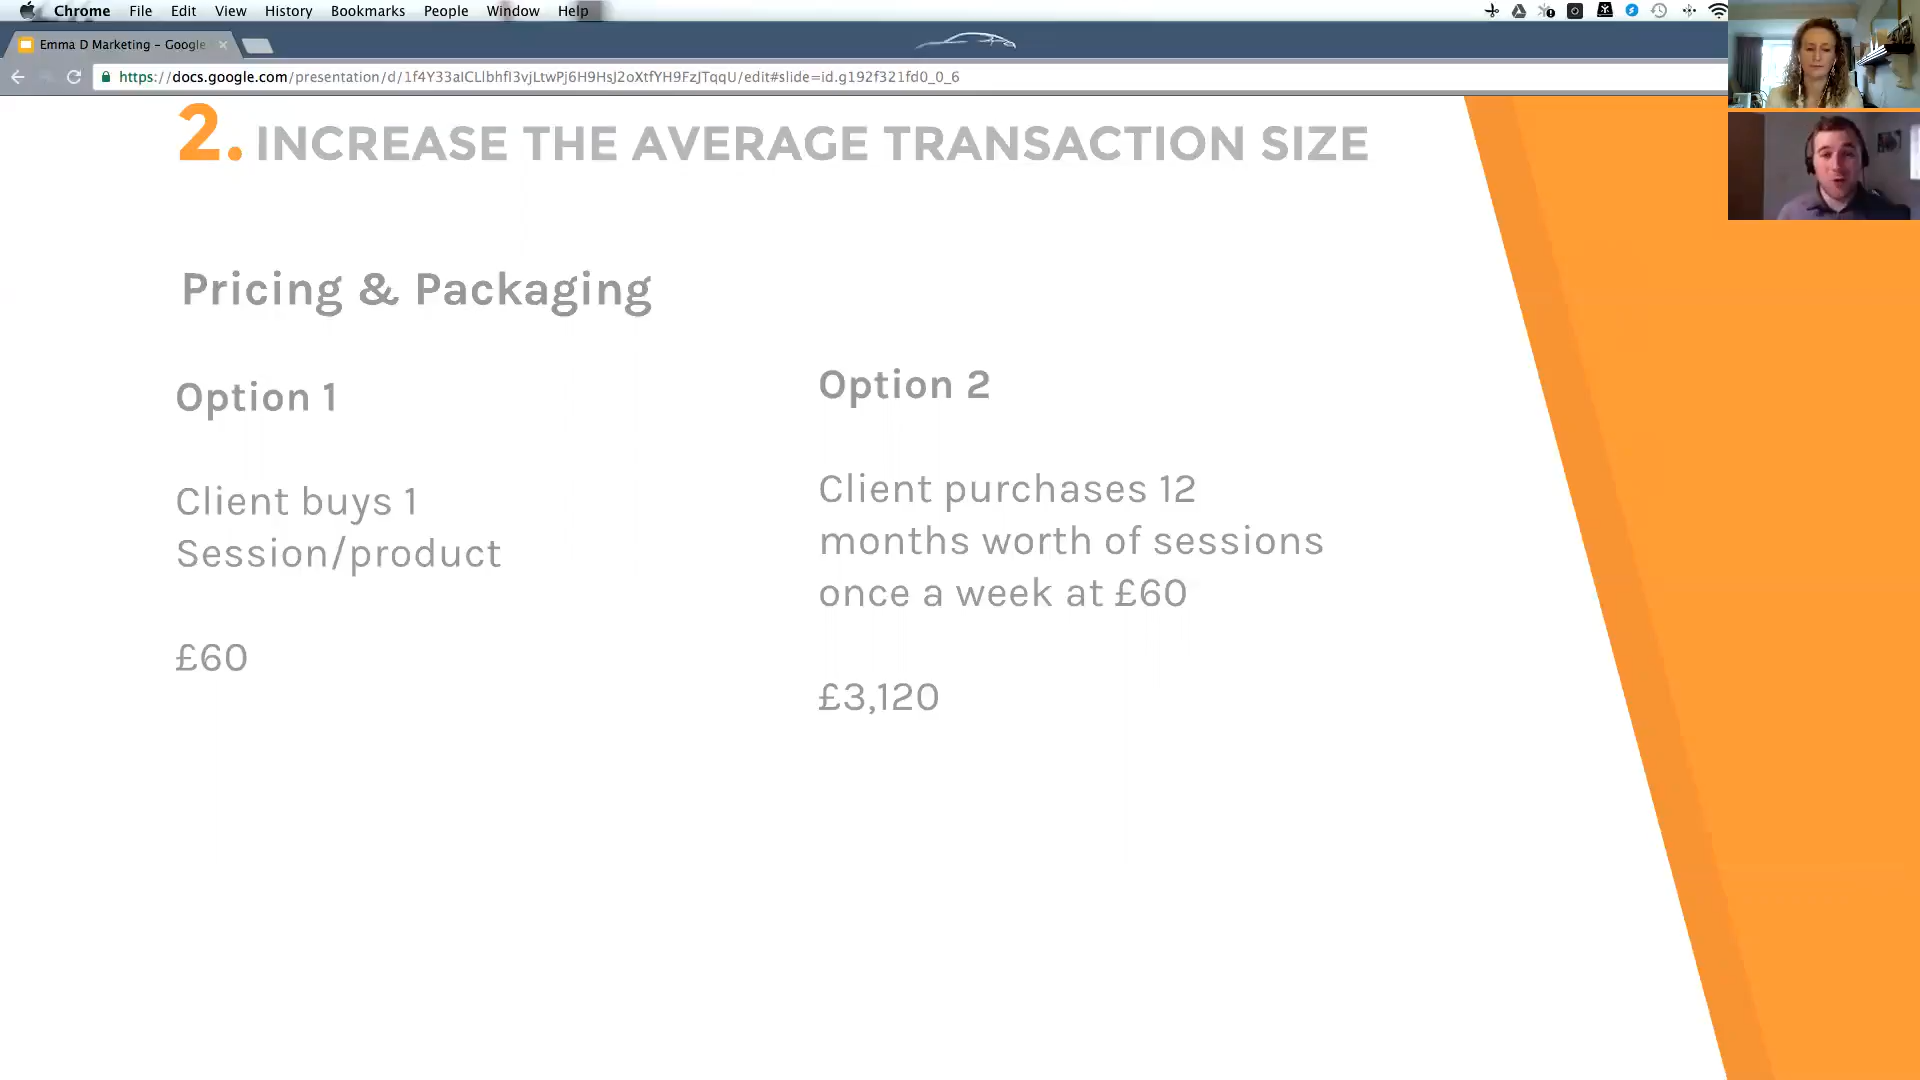 Chrome File Edit View History Bookmarks People Window Help
Emma D Marketing – Google
https://docs.google.com/presentation/d/1f4Y33aICLlbhfI3vjLtwPj6H9HsJ2oXtfYH9FzJTqqU/edit#slide=id.g192f321fd0_0_6
2. INCREASE THE AVERAGE TRANSACTION SIZE
Pricing & Packaging
Option 1
Client buys 1
Session/product
£60
Option 2
Client purchases 12
months worth of sessions
once a week at £60
£3,120